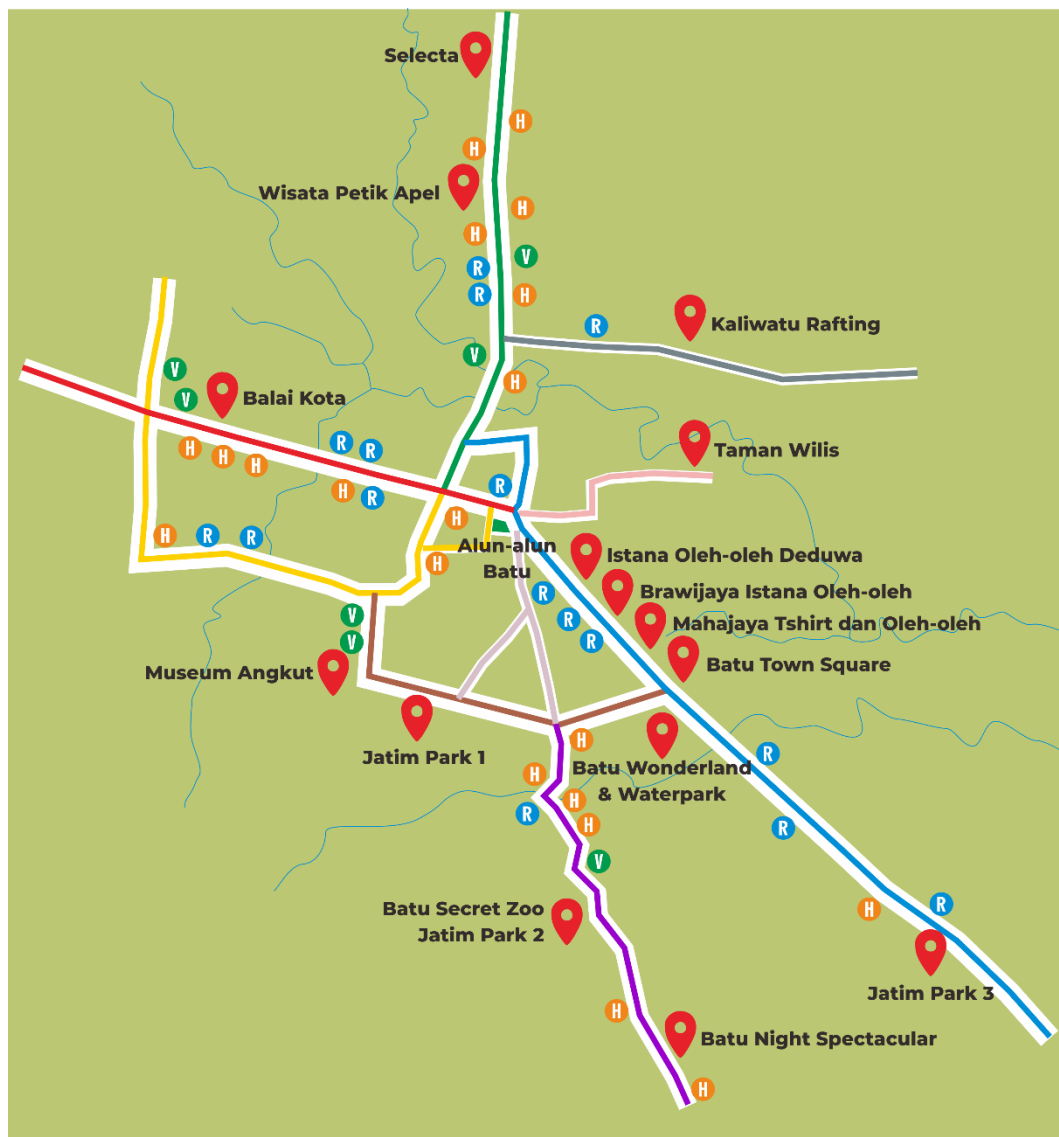 Selecta
H
H
Wisata Petik Apel
H
H
V
R
R
H
Kaliwatu Rafting
R
V
V
H
V
Balai Kota
R
R
Taman Wilis
H
H
H
H
R
R
H
Alun-alun
Batu
H
R
R
H
Istana Oleh-oleh Deduwa
R
Brawijaya Istana Oleh-oleh
R
Mahajaya Tshirt dan Oleh-oleh
R
V
V
Batu Town Square
Museum Angkut
Jatim Park 1
H
R
Batu Wonderland
& Waterpark
H
H
R
H
R
V
Batu Secret Zoo
Jatim Park 2
H
R
Jatim Park 3
H
Batu Night Spectacular
H